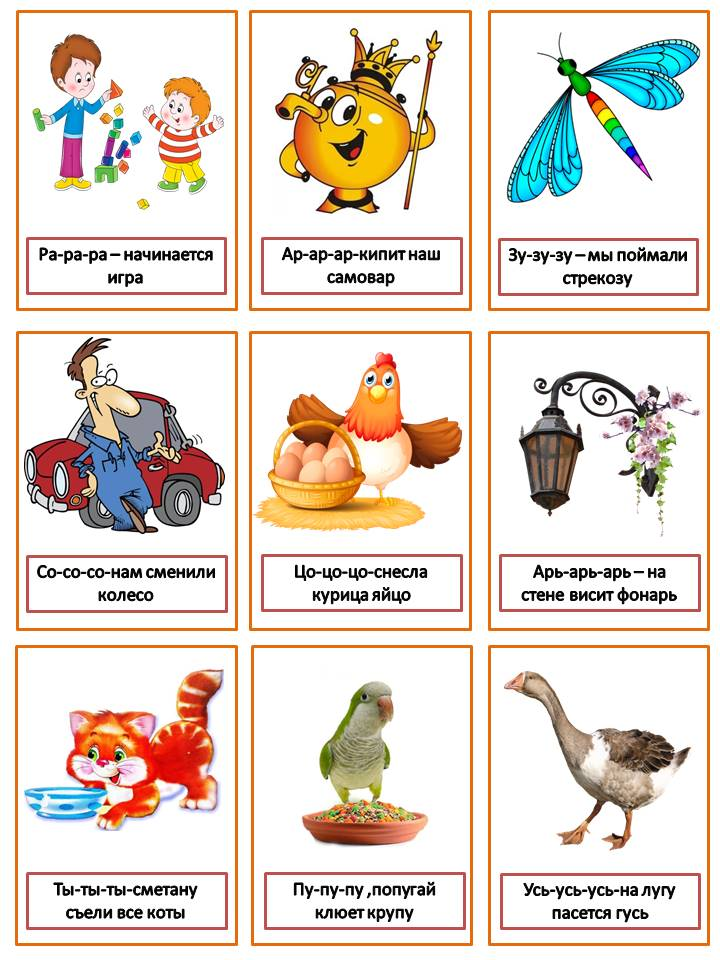 Ра-ра-ра – начинается
игра
Ар-ар-ар-кипит наш
самовар
Зу-зу-зу – мы поймали
стрекозу
Со-со-со-нам сменили
колесо
Цо-цо-цо-снесла
курица яйцо
Арь-арь-арь – на
стене висит фонарь
Ты-ты-ты-сметану
съели все коты
Пу-пу-пу ,попугай
клюет крупу
Усь-усь-усь-на лугу
пасется гусь